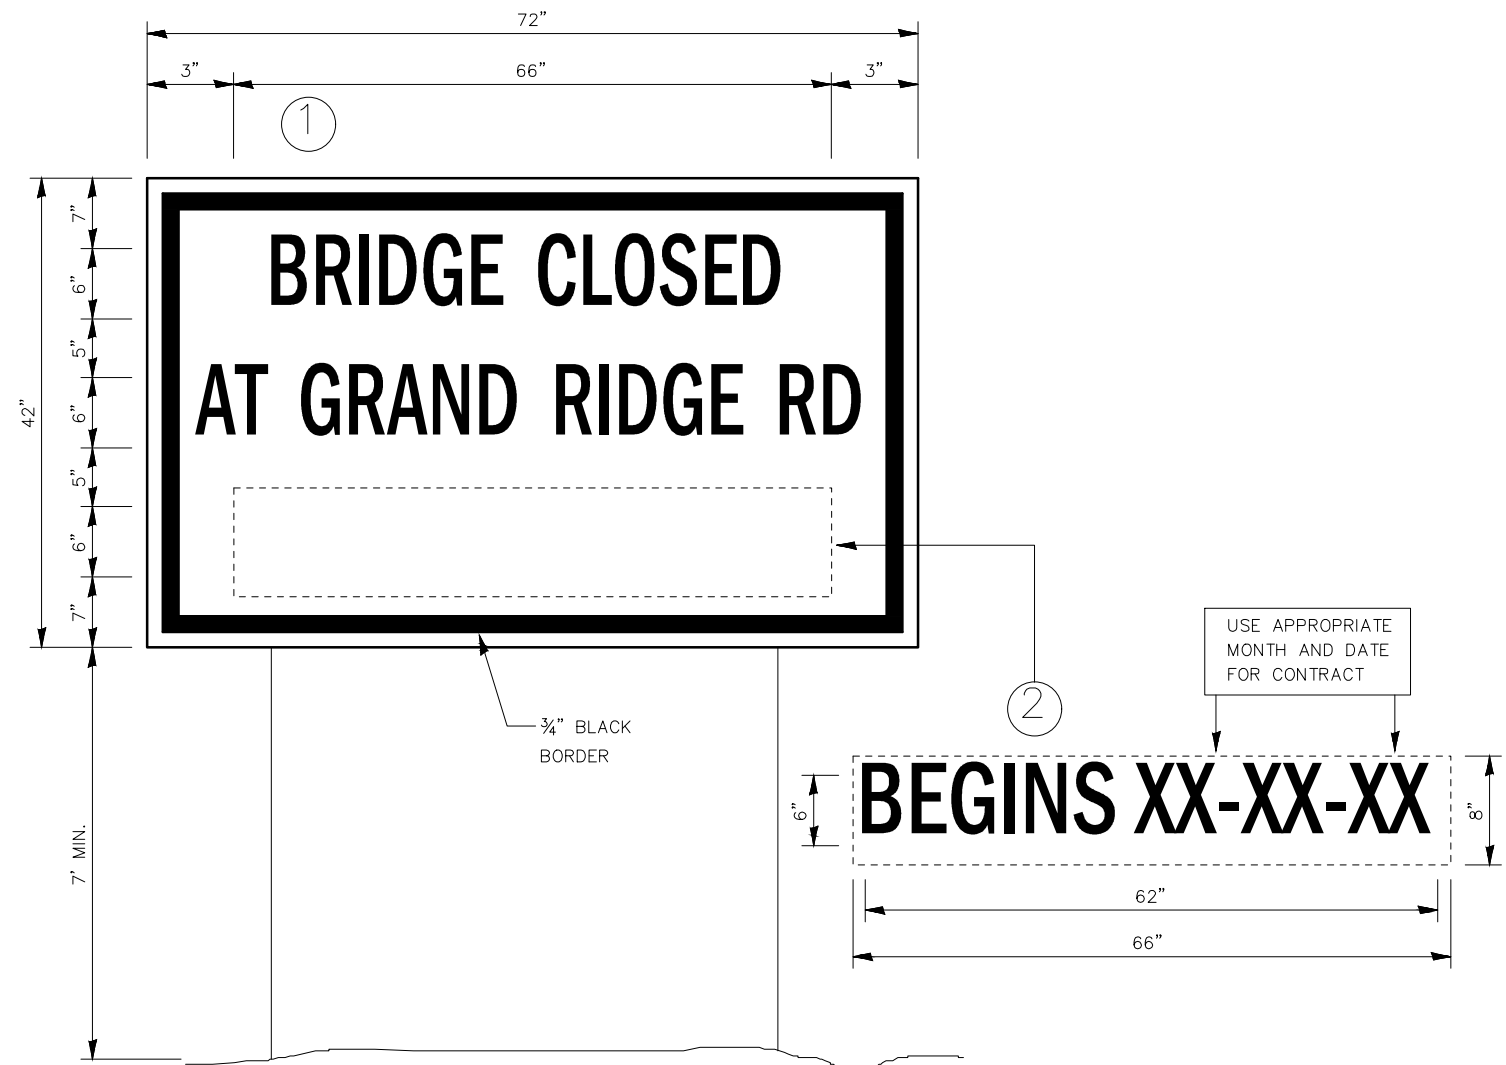 72”
3” 66” 3”
1
7”
6”
5”
6”
5”
6”
7”
42”
BRIDGE CLOSED
AT GRAND RIDGE RD
¾” BLACK
BORDER
7’ MIN.
2
USE APPROPRIATE
MONTH AND DATE
FOR CONTRACT
BEGINS XX-XX-XX
6”
8”
62”
66”